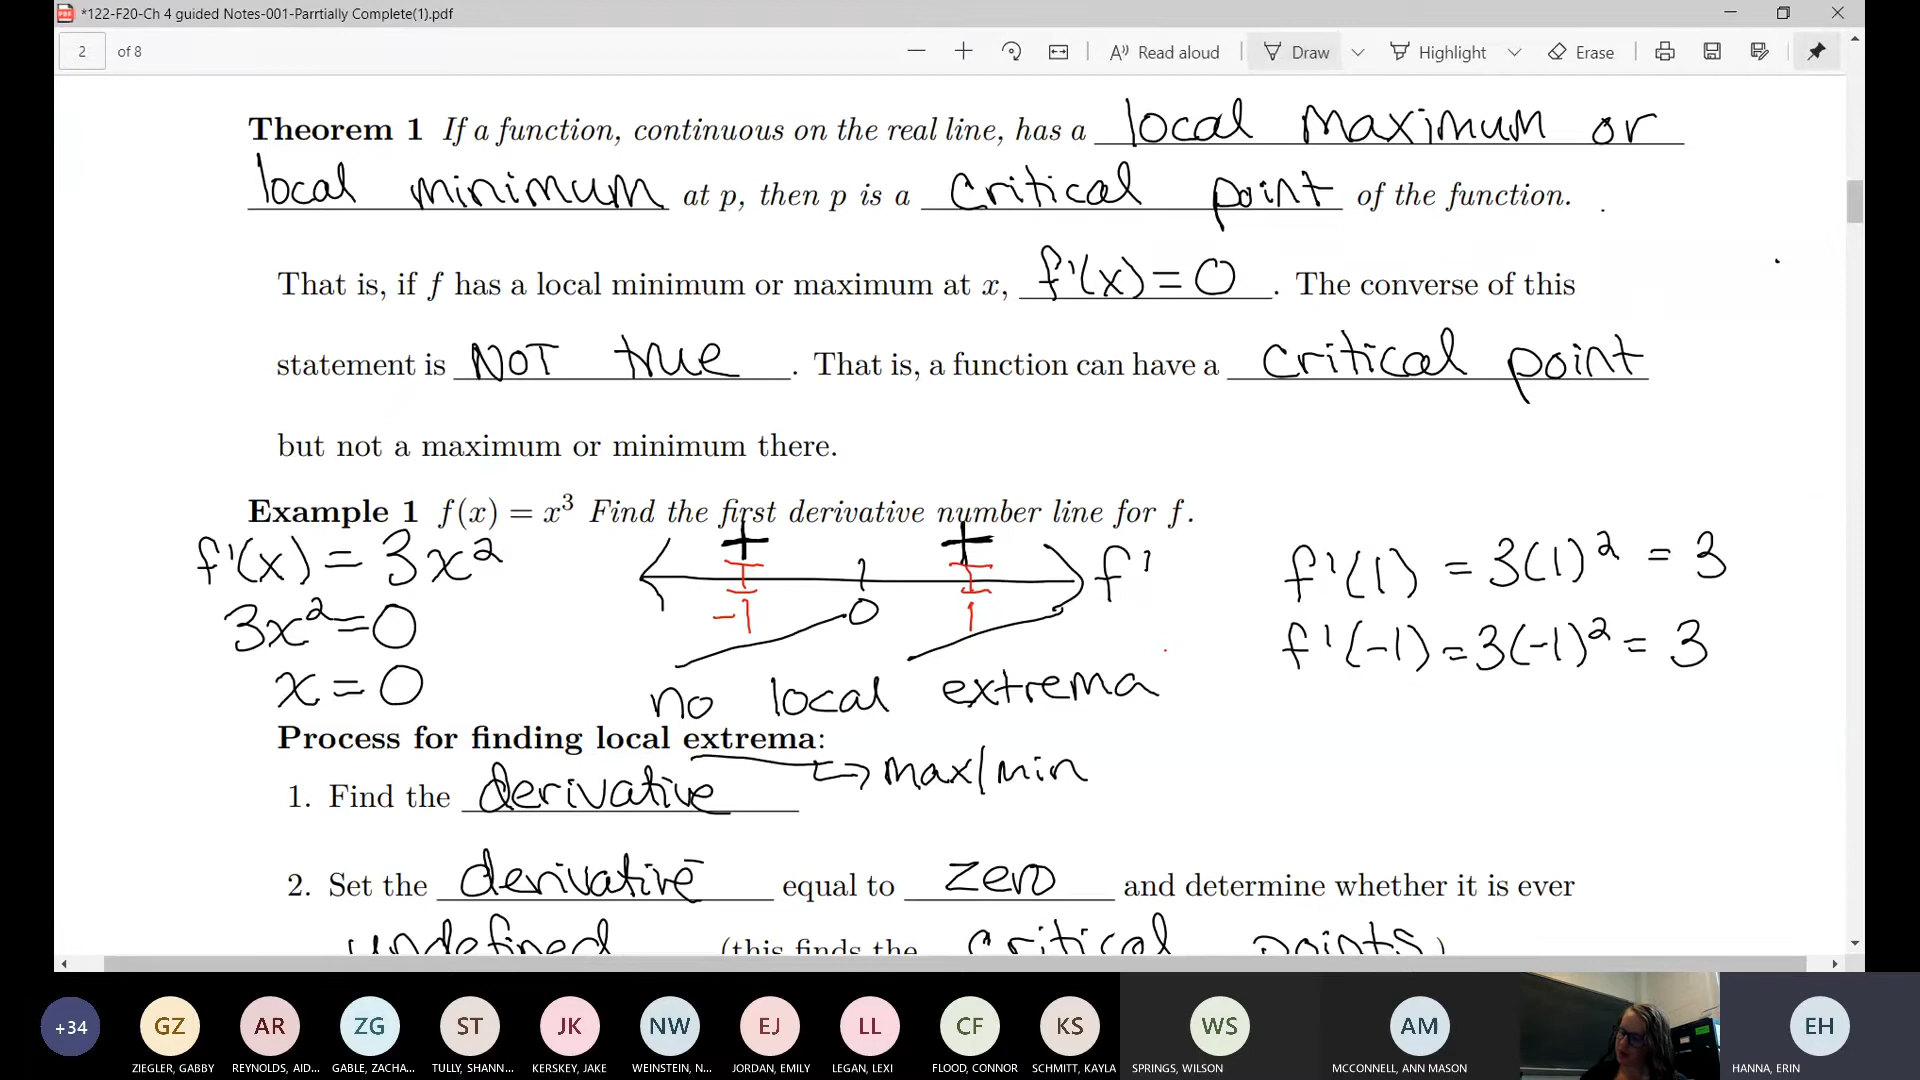 *122-F20-Ch 4 guided Notes-001-Parrtially Complete(1).pdf
2 of 8 Read aloud Draw Highlight Erase
Theorem 1 If a function, continuous on the real line, has a local maximum or
local minimum at p, then p is a critical point of the function.
That is, if f has a local minimum or maximum at x, f'(x) = 0. The converse of this
statement is NOT true. That is, a function can have a critical point
but not a maximum or minimum there.
Example 1 f(x) = x³ Find the first derivative number line for f.
+ +
f'(x) = 3x² f' f'(1) = 3(1)² = 3
3x² = 0 -1 0 1 f'(-1) = 3(-1)² = 3
x = 0 no local extrema
Process for finding local extrema:
→ max/min
1. Find the derivative
2. Set the derivative equal to zero and determine whether it is ever
undefined (this finds the critical points)
+34 GZ AR ZG ST JK NW EJ LL CF KS WS AM EH
ZIEGLER, GABBY REYNOLDS, AID... GABLE, ZACHA... TULLY, SHANN... KERSKEY, JAKE WEINSTEIN, N... JORDAN, EMILY LEGAN, LEXI FLOOD, CONNOR SCHMITT, KAYLA SPRINGS, WILSON MCCONNELL, ANN MASON HANNA, ERIN